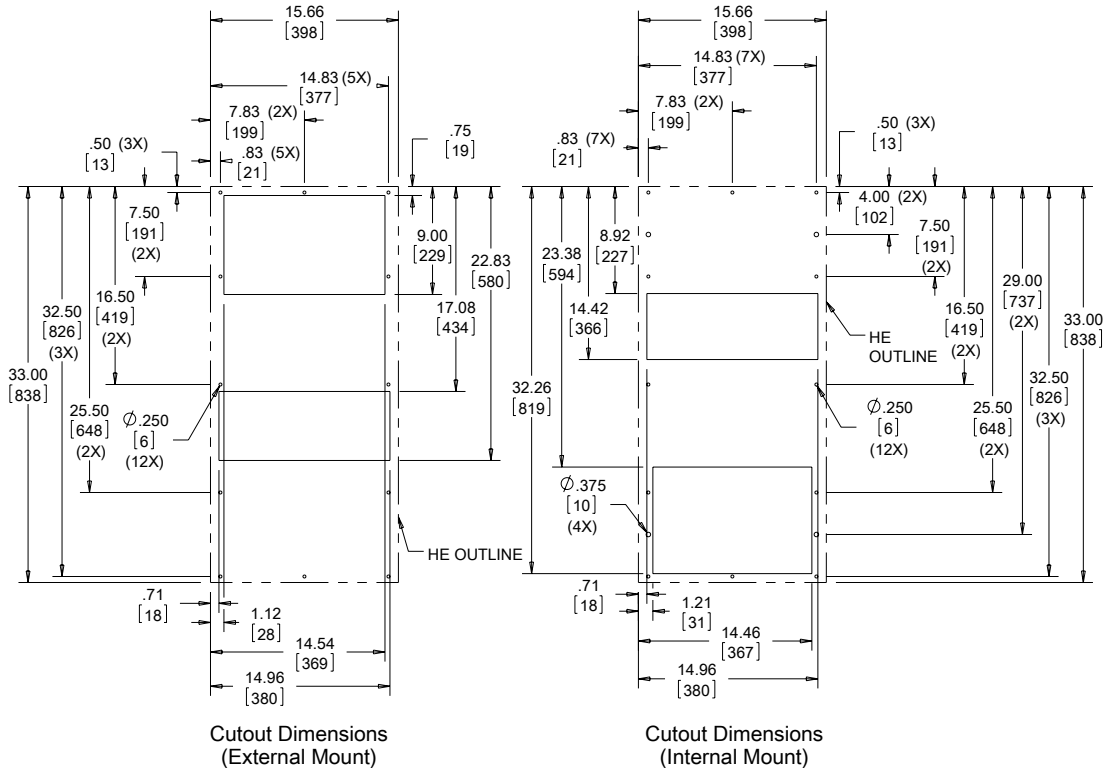 15.66
[398]
14.83 (5X)
[377]
7.83 (2X)
[199]
.50 (3X)
[13]
.83 (5X)
[21]
.75
[19]
7.50
[191]
(2X)
9.00
[229]
22.83
[580]
32.50
[826]
(3X)
16.50
[419]
(2X)
17.08
[434]
33.00
[838]
25.50
[648]
(2X)
Ø.250
[6]
(12X)
HE OUTLINE
.71
[18]
1.12
[28]
14.54
[369]
14.96
[380]
Cutout Dimensions
(External Mount)
15.66
[398]
14.83 (7X)
[377]
7.83 (2X)
[199]
.83 (7X)
[21]
.50 (3X)
[13]
4.00 (2X)
[102]
7.50
[191]
(2X)
8.92
[227]
23.38
[594]
29.00
[737]
(2X)
14.42
[366]
16.50
[419]
(2X)
33.00
[838]
HE
OUTLINE
32.26
[819]
32.50
[826]
(3X)
25.50
[648]
(2X)
Ø.250
[6]
(12X)
Ø.375
[10]
(4X)
.71
[18]
1.21
[31]
14.46
[367]
14.96
[380]
Cutout Dimensions
(Internal Mount)